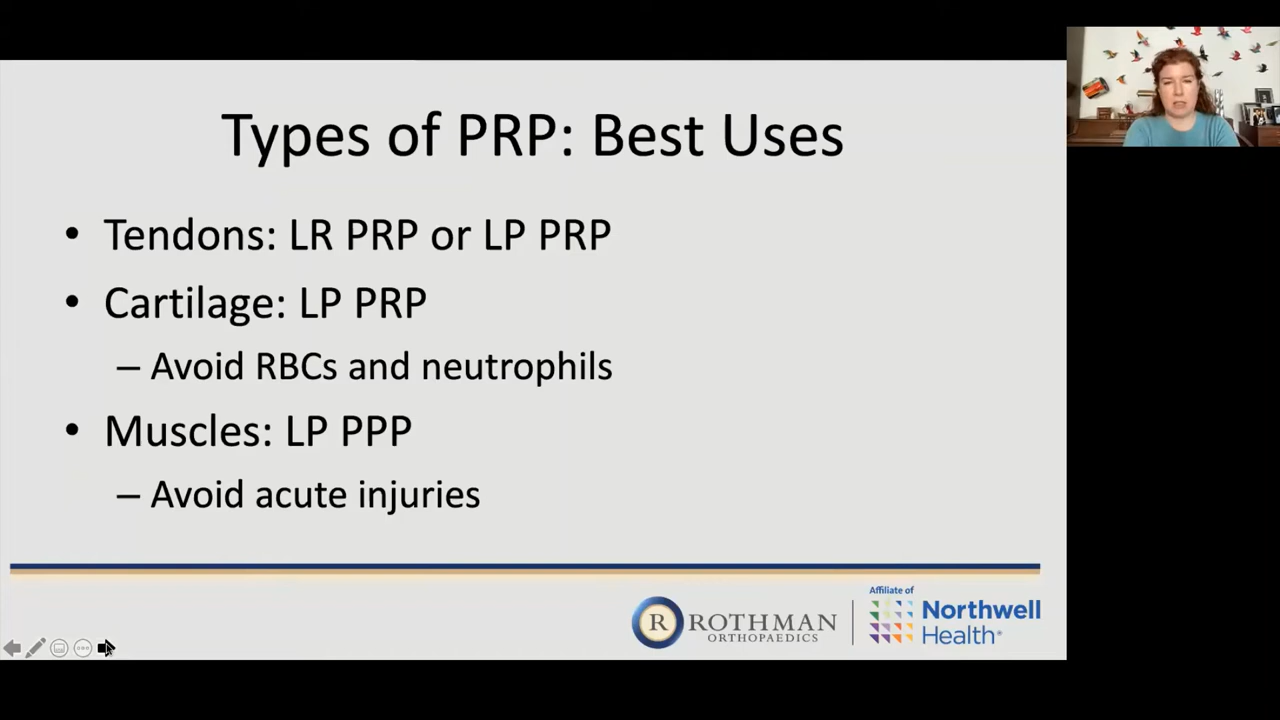 Types of PRP: Best Uses
• Tendons: LR PRP or LP PRP
• Cartilage: LP PRP
– Avoid RBCs and neutrophils
• Muscles: LP PPP
– Avoid acute injuries
R ROTHMAN
ORTHOPAEDICS
Affiliate of
Northwell
Health